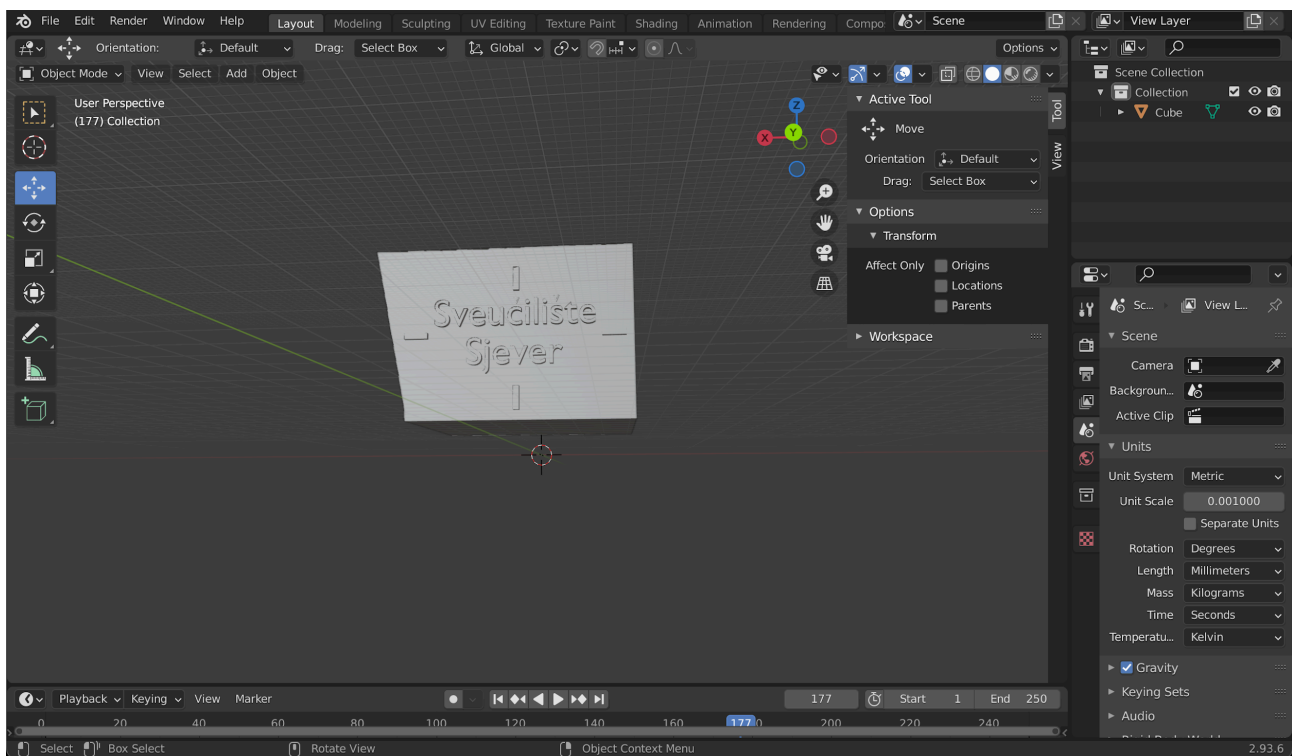 File Edit Render Window Help Layout Modeling Sculpting UV Editing Texture Paint Shading Animation Rendering Compo Scene View Layer
Orientation: Default Drag: Select Box Global Options
Object Mode View Select Add Object
User Perspective
(177) Collection
Z
Y
X
Sveučilište
Sjever
Active Tool
Move
Orientation Default
Drag: Select Box
Options
Transform
Affect Only Origins
Locations
Parents
Workspace
Tool
View
Scene Collection
Collection
Cube
Sc... View L...
Scene
Camera
Backgroun...
Active Clip
Units
Unit System Metric
Unit Scale 0.001000
Separate Units
Rotation Degrees
Length Millimeters
Mass Kilograms
Time Seconds
Temperatu... Kelvin
Gravity
Keying Sets
Audio
Playback Keying View Marker 177 Start 1 End 250
0 20 40 60 80 100 120 140 160 177 0 200 220 240
Select Box Select Rotate View Object Context Menu 2.93.6